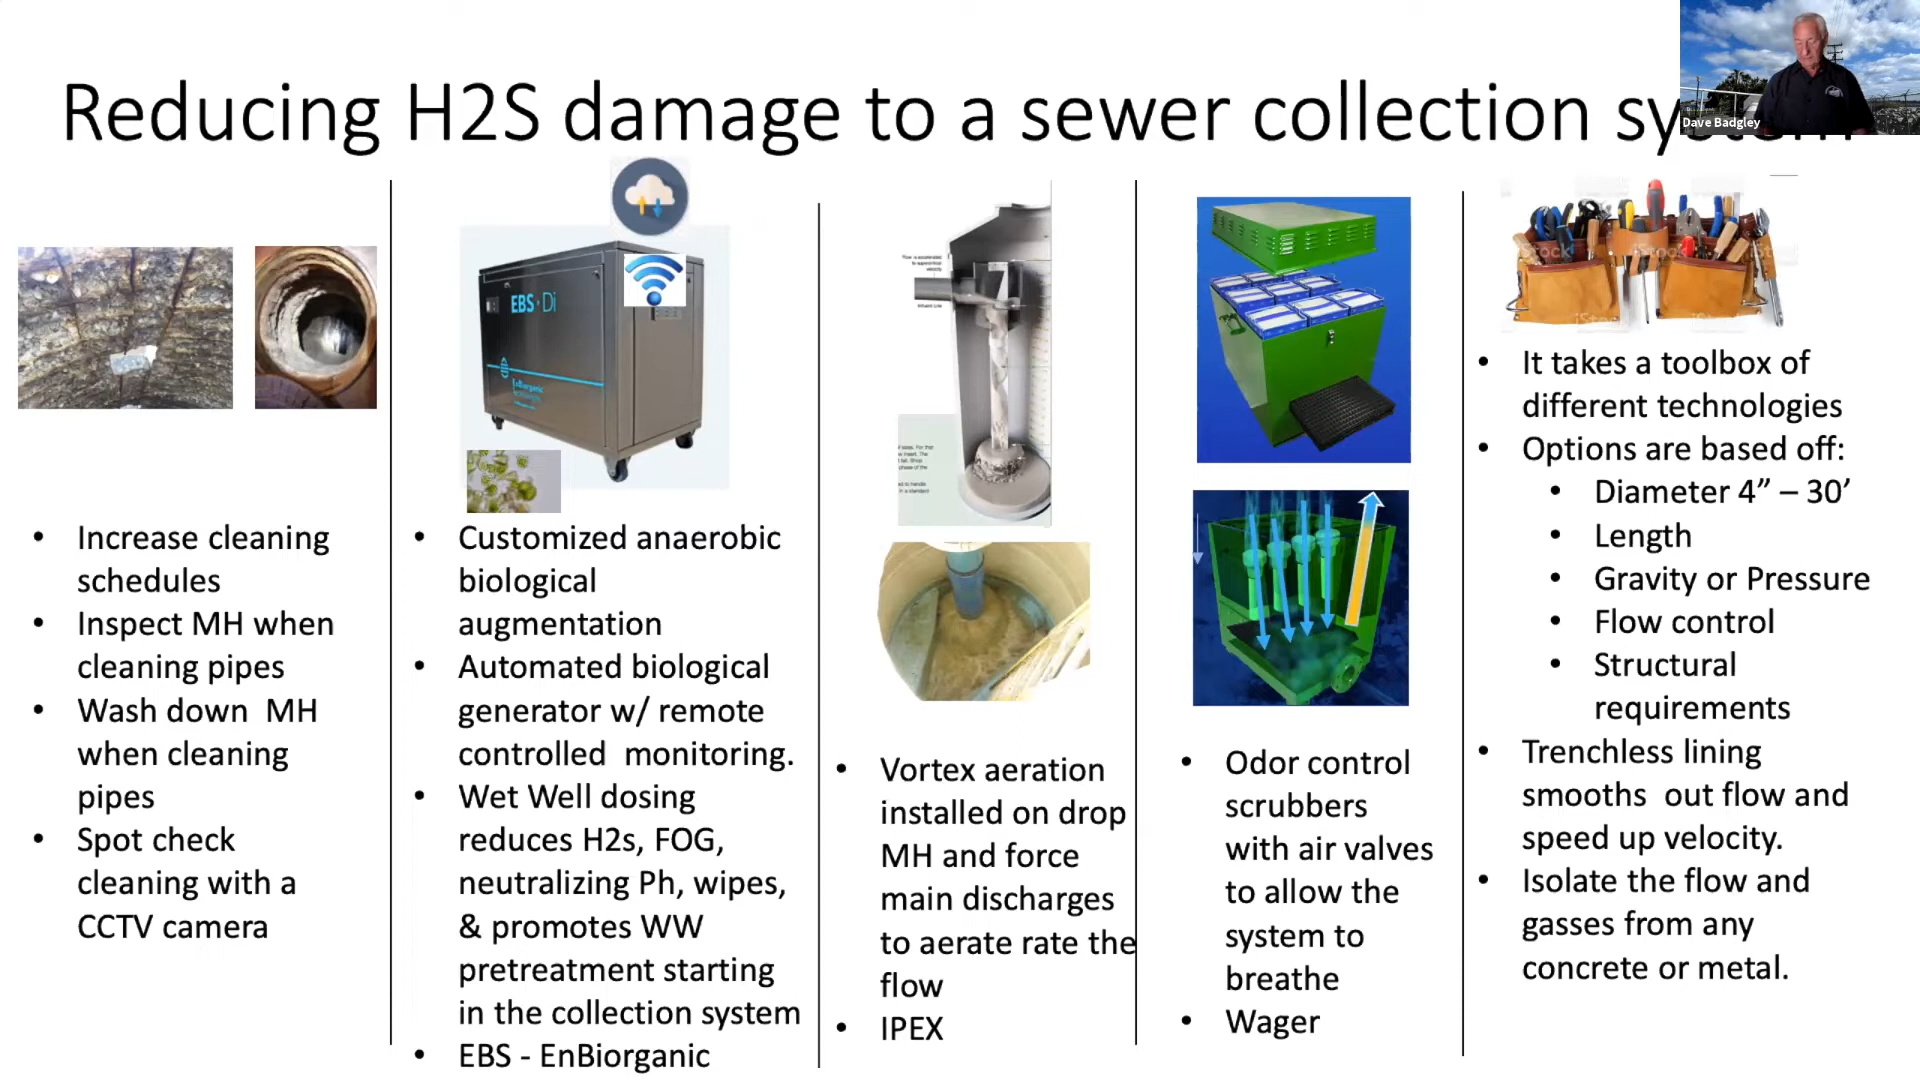 Reducing H2S damage to a sewer collection
Dave Badgley
• Increase cleaning
schedules
• Inspect MH when
cleaning pipes
• Wash down MH
when cleaning
pipes
• Spot check
cleaning with a
CCTV camera
EBS · Di
• Customized anaerobic
biological
augmentation
• Automated biological
generator w/ remote
controlled monitoring.
• Wet Well dosing
reduces H2s, FOG,
neutralizing Ph, wipes,
& promotes WW
pretreatment starting
in the collection system
• EBS - EnBiorganic
• Vortex aeration
installed on drop
MH and force
main discharges
to aerate rate the
flow
• IPEX
• Odor control
scrubbers
with air valves
to allow the
system to
breathe
• Wager
iStock
• It takes a toolbox of
different technologies
• Options are based off:
• Diameter 4” – 30’
• Length
• Gravity or Pressure
• Flow control
• Structural
requirements
• Trenchless lining
smooths out flow and
speed up velocity.
• Isolate the flow and
gasses from any
concrete or metal.